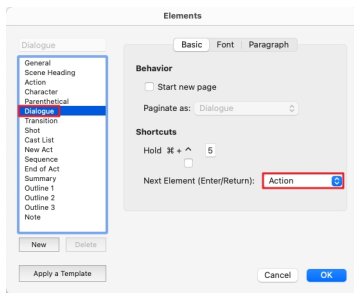 Elements
Dialogue
General
Scene Heading
Action
Character
Parenthetical
Dialogue
Transition
Shot
Cast List
New Act
Sequence
End of Act
Summary
Outline 1
Outline 2
Outline 3
Note
New Delete
Apply a Template
Basic Font Paragraph
Behavior
Start new page
Paginate as: Dialogue
Shortcuts
Hold ⌘ + ^ 5
Next Element (Enter/Return): Action
Cancel OK